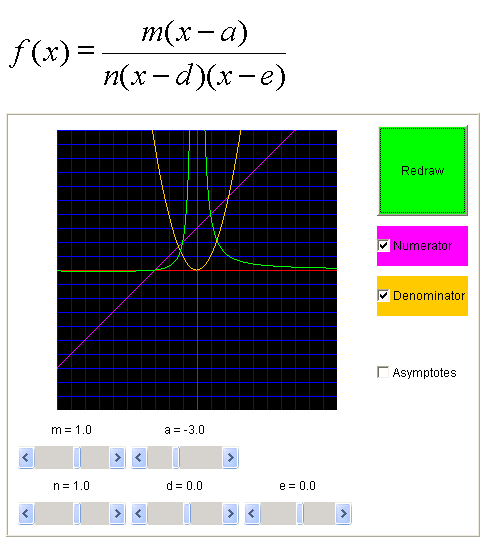 f(x) = m(x − a) / n(x − d)(x − e)
Redraw
Numerator
Denominator
Asymptotes
m = 1.0 a = -3.0
n = 1.0 d = 0.0 e = 0.0